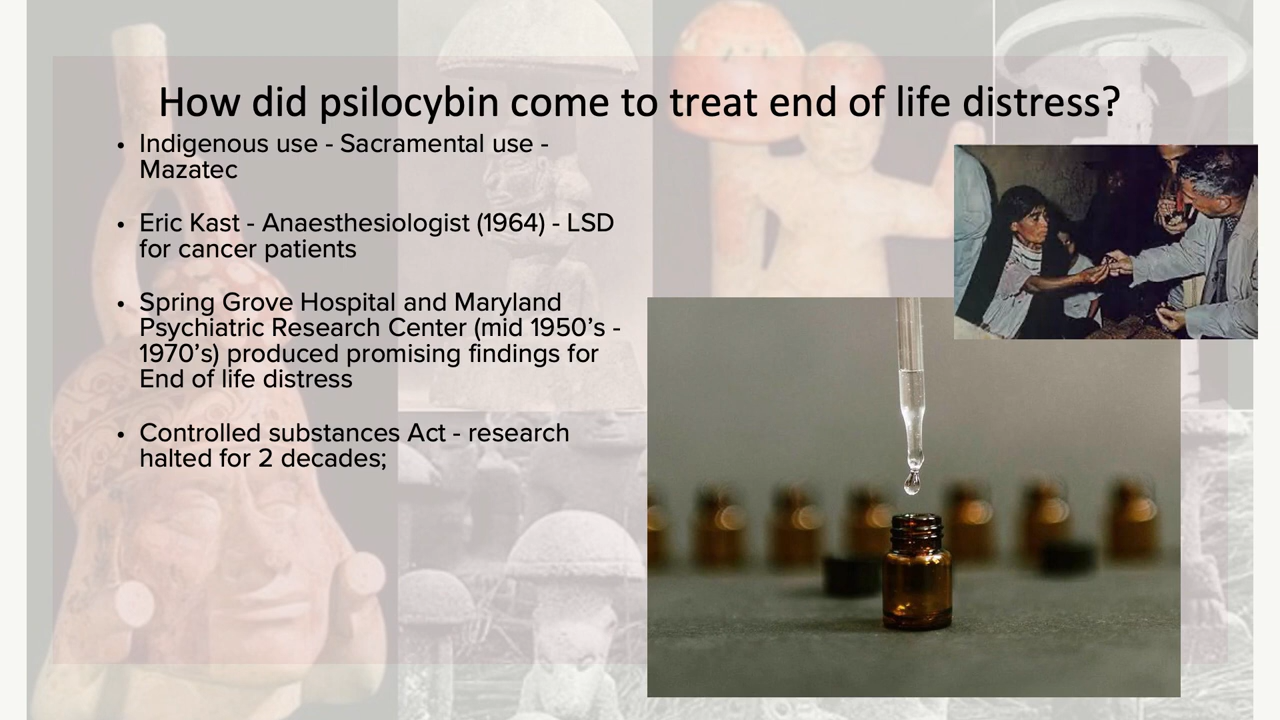 How did psilocybin come to treat end of life distress?
• Indigenous use - Sacramental use -
Mazatec
• Eric Kast - Anaesthesiologist (1964) - LSD
for cancer patients
• Spring Grove Hospital and Maryland
Psychiatric Research Center (mid 1950’s -
1970’s) produced promising findings for
End of life distress
• Controlled substances Act - research
halted for 2 decades;